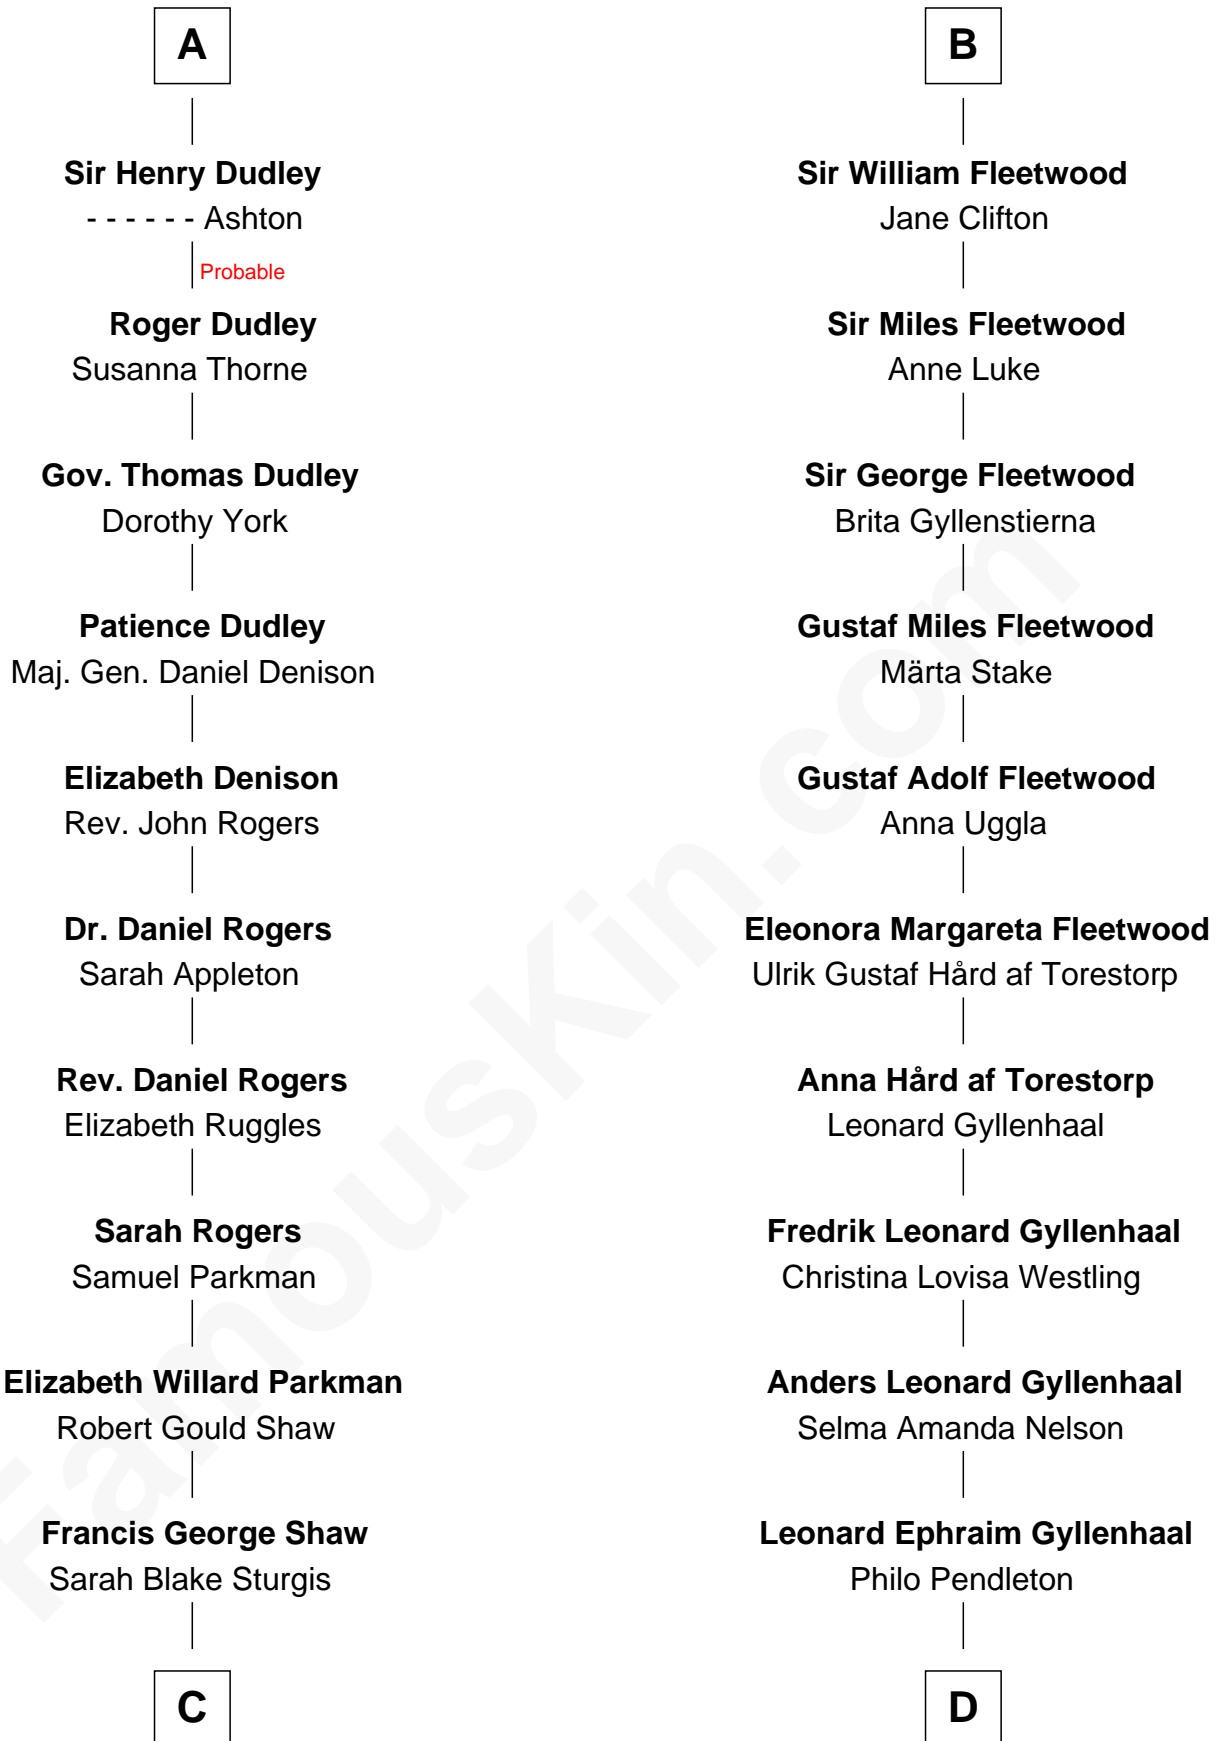 A
Sir Henry Dudley
- - - - - - Ashton
Probable
Roger Dudley
Susanna Thorne
Gov. Thomas Dudley
Dorothy York
Patience Dudley
Maj. Gen. Daniel Denison
Elizabeth Denison
Rev. John Rogers
Dr. Daniel Rogers
Sarah Appleton
Rev. Daniel Rogers
Elizabeth Ruggles
Sarah Rogers
Samuel Parkman
Elizabeth Willard Parkman
Robert Gould Shaw
Francis George Shaw
Sarah Blake Sturgis
C
B
Sir William Fleetwood
Jane Clifton
Sir Miles Fleetwood
Anne Luke
Sir George Fleetwood
Brita Gyllenstierna
Gustaf Miles Fleetwood
Märta Stake
Gustaf Adolf Fleetwood
Anna Uggla
Eleonora Margareta Fleetwood
Ulrik Gustaf Hård af Torestorp
Anna Hård af Torestorp
Leonard Gyllenhaal
Fredrik Leonard Gyllenhaal
Christina Lovisa Westling
Anders Leonard Gyllenhaal
Selma Amanda Nelson
Leonard Ephraim Gyllenhaal
Philo Pendleton
D
FamousKin.com